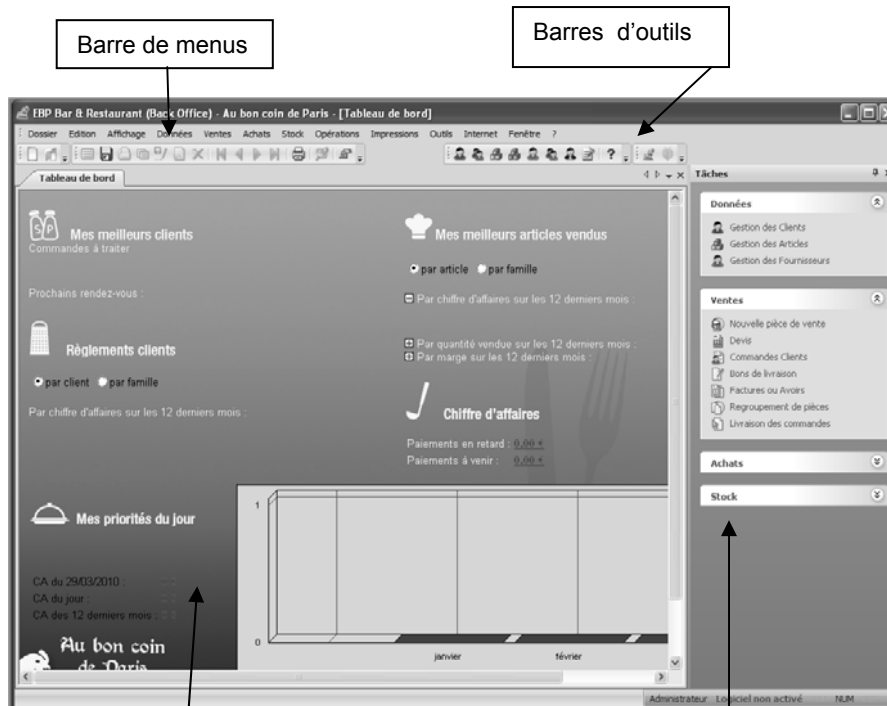 Barre de menus
Barres d'outils
EBP Bar & Restaurant (Back Office) - Au bon coin de Paris - [Tableau de bord]
Dossier Edition Affichage Données Ventes Achats Stock Opérations Impressions Outils Internet Fenêtre ?
Tableau de bord
Tâches
Mes meilleurs clients
Commandes à traiter
Prochains rendez-vous :
Règlements clients
par client par famille
Par chiffre d'affaires sur les 12 derniers mois :
Mes meilleurs articles vendus
par article par famille
Par chiffre d'affaires sur les 12 derniers mois :
Par quantité vendue sur les 12 derniers mois :
Par marge sur les 12 derniers mois :
Chiffre d'affaires
Paiements en retard : 0,00 €
Paiements à venir : 0,00 €
Mes priorités du jour
CA du 29/03/2010 :
CA du jour :
CA des 12 derniers mois :
Au bon coin
de Paris
1
0
janvier février
Données
Gestion des Clients
Gestion des Articles
Gestion des Fournisseurs
Ventes
Nouvelle pièce de vente
Devis
Commandes Clients
Bons de livraison
Factures ou Avoirs
Regroupement de pièces
Livraison des commandes
Achats
Stock
Administrateur Logiciel non activé NUM